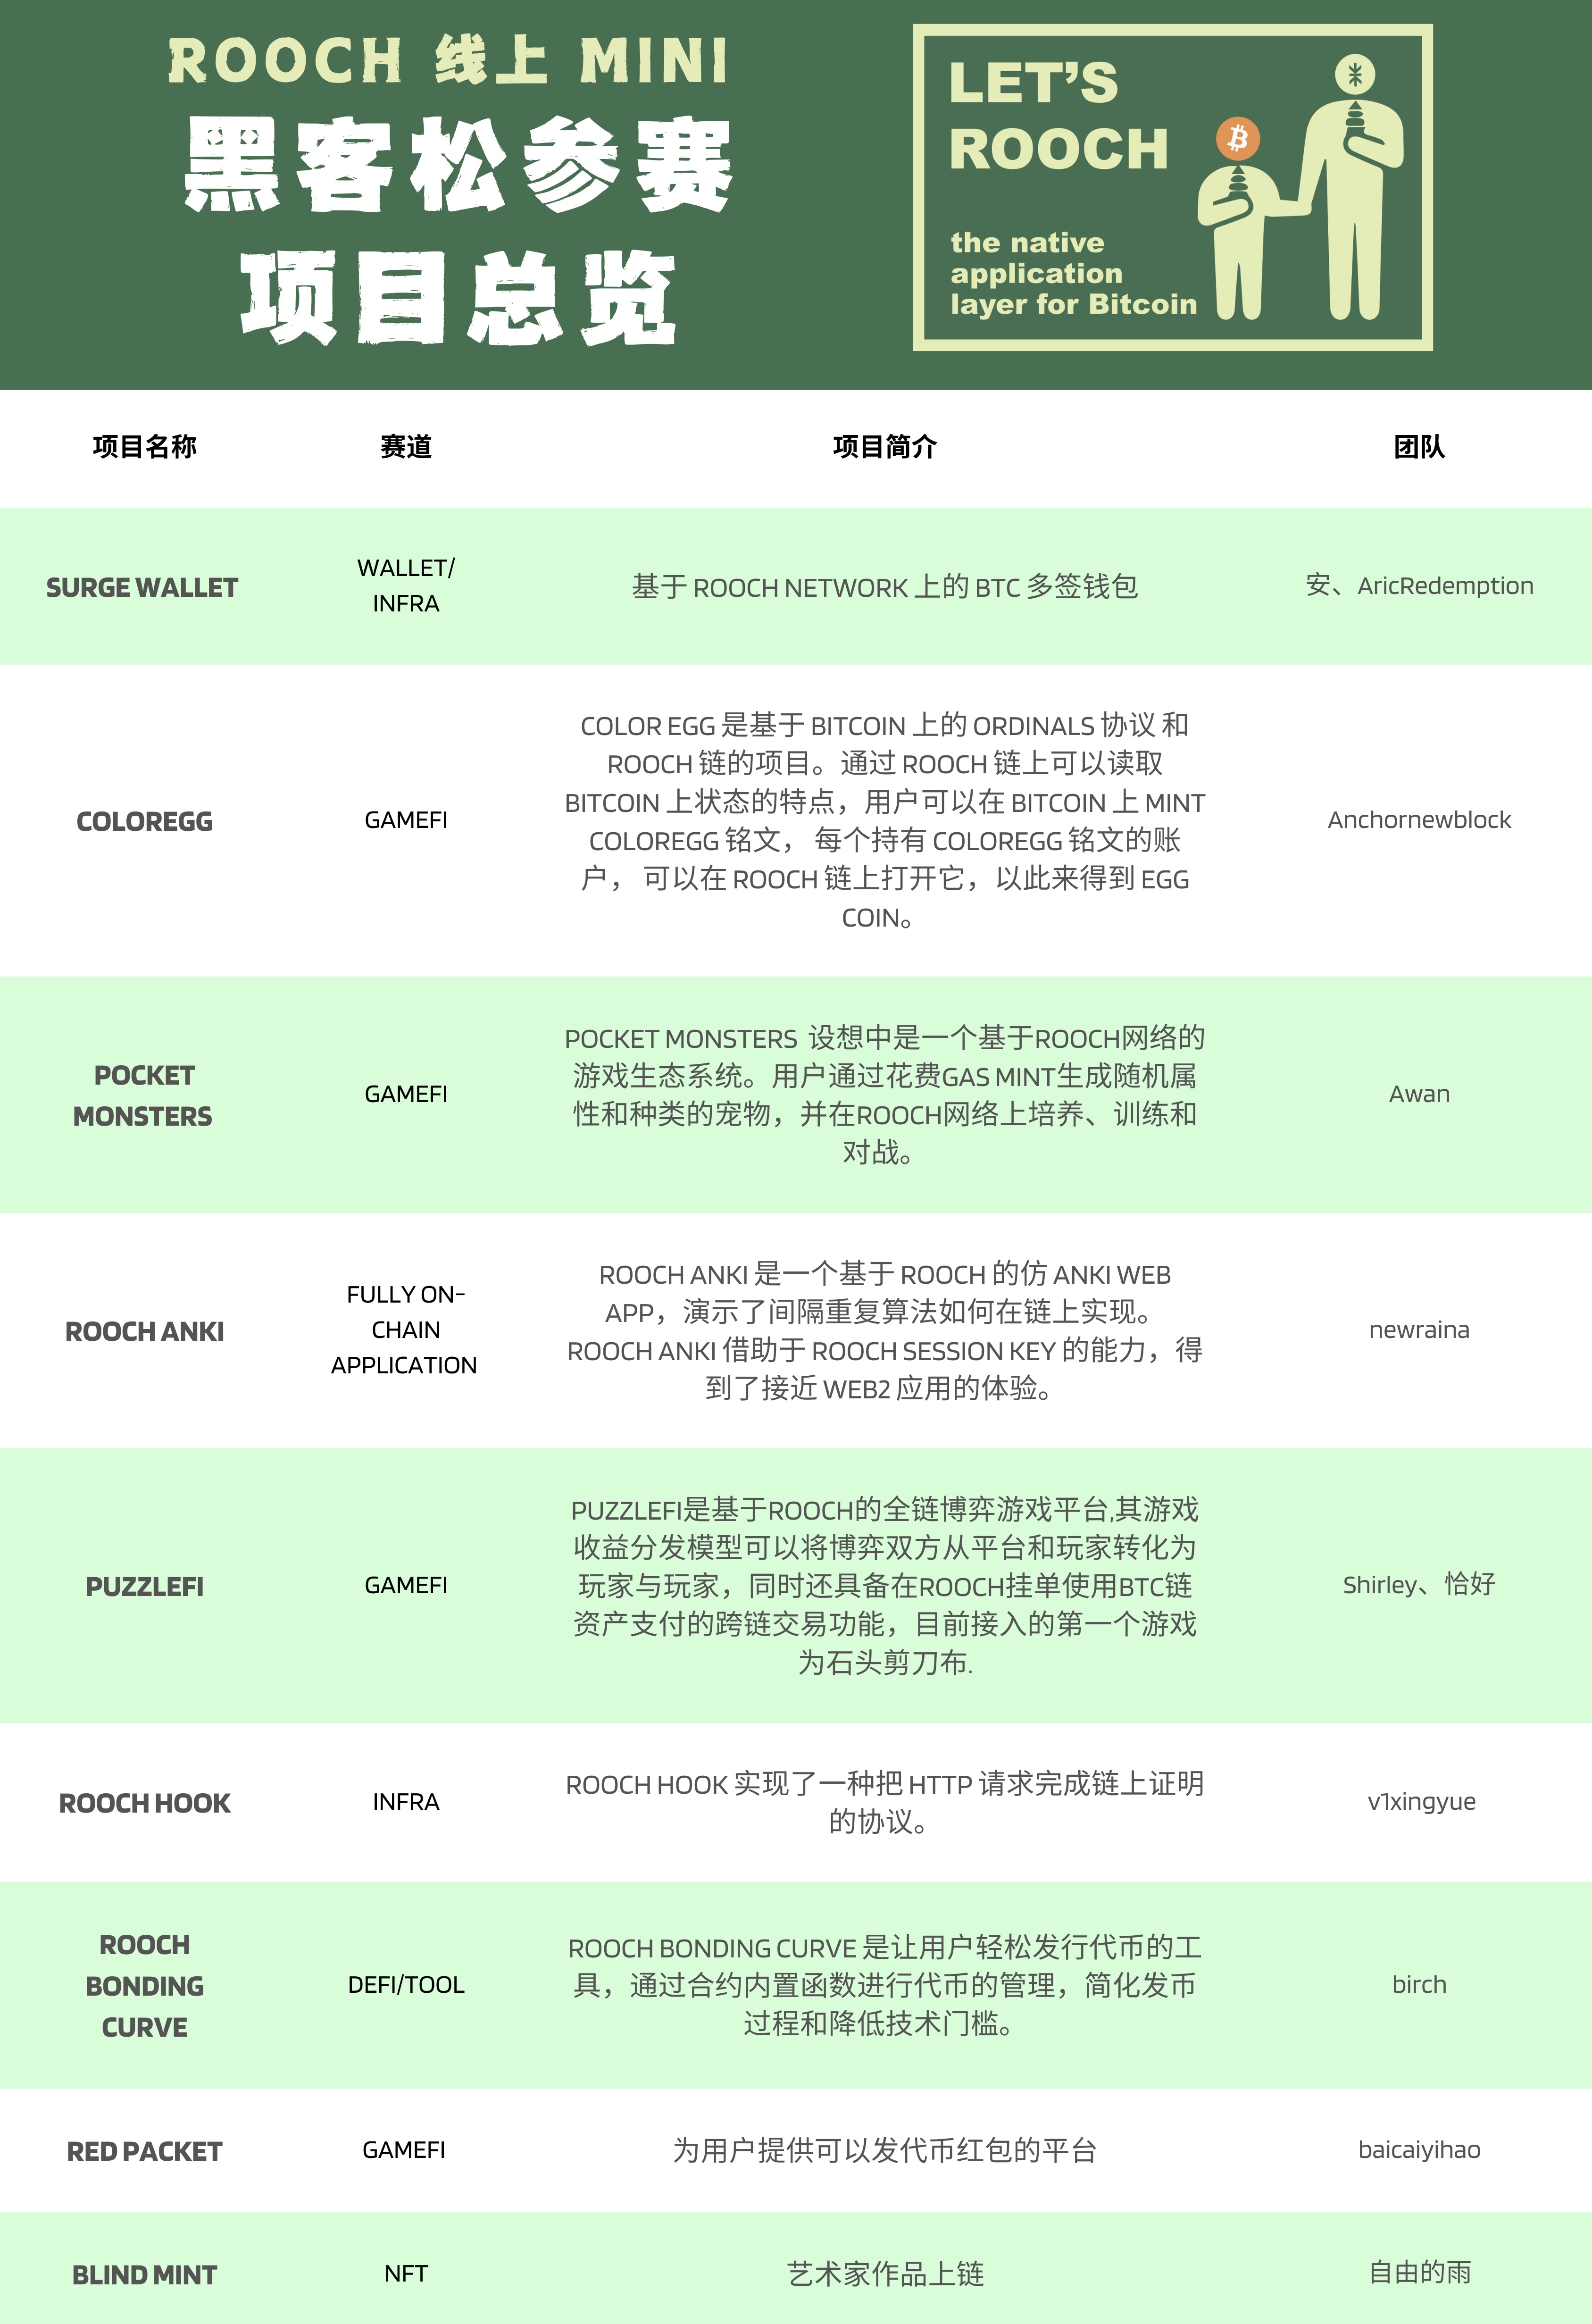 ROOCH 线上 MINI
黑客松参赛
项目总览
LET'S
ROOCH
the native
application
layer for Bitcoin
项目名称 赛道 项目简介 团队
SURGE WALLET
WALLET/
INFRA
基于 ROOCH NETWORK 上的 BTC 多签钱包
安、AricRedemption
COLOREGG
GAMEFI
COLOR EGG 是基于 BITCOIN 上的 ORDINALS 协议 和
ROOCH 链的项目。通过 ROOCH 链上可以读取
BITCOIN 上状态的特点，用户可以在 BITCOIN 上 MINT
COLOREGG 铭文， 每个持有 COLOREGG 铭文的账
户， 可以在 ROOCH 链上打开它，以此来得到 EGG
COIN。
Anchornewblock
POCKET
MONSTERS
GAMEFI
POCKET MONSTERS 设想中是一个基于ROOCH网络的
游戏生态系统。用户通过花费GAS MINT生成随机属
性和种类的宠物，并在ROOCH网络上培养、训练和
对战。
Awan
ROOCH ANKI
FULLY ON-
CHAIN
APPLICATION
ROOCH ANKI 是一个基于 ROOCH 的仿 ANKI WEB
APP，演示了间隔重复算法如何在链上实现。
ROOCH ANKI 借助于 ROOCH SESSION KEY 的能力，得
到了接近 WEB2 应用的体验。
newraina
PUZZLEFI
GAMEFI
PUZZLEFI是基于ROOCH的全链博弈游戏平台,其游戏
收益分发模型可以将博弈双方从平台和玩家转化为
玩家与玩家，同时还具备在ROOCH挂单使用BTC链
资产支付的跨链交易功能，目前接入的第一个游戏
为石头剪刀布.
Shirley、恰好
ROOCH HOOK
INFRA
ROOCH HOOK 实现了一种把 HTTP 请求完成链上证明
的协议。
v1xingyue
ROOCH
BONDING
CURVE
DEFI/TOOL
ROOCH BONDING CURVE 是让用户轻松发行代币的工
具，通过合约内置函数进行代币的管理，简化发币
过程和降低技术门槛。
birch
RED PACKET
GAMEFI
为用户提供可以发代币红包的平台
baicaiyihao
BLIND MINT
NFT
艺术家作品上链
自由的雨